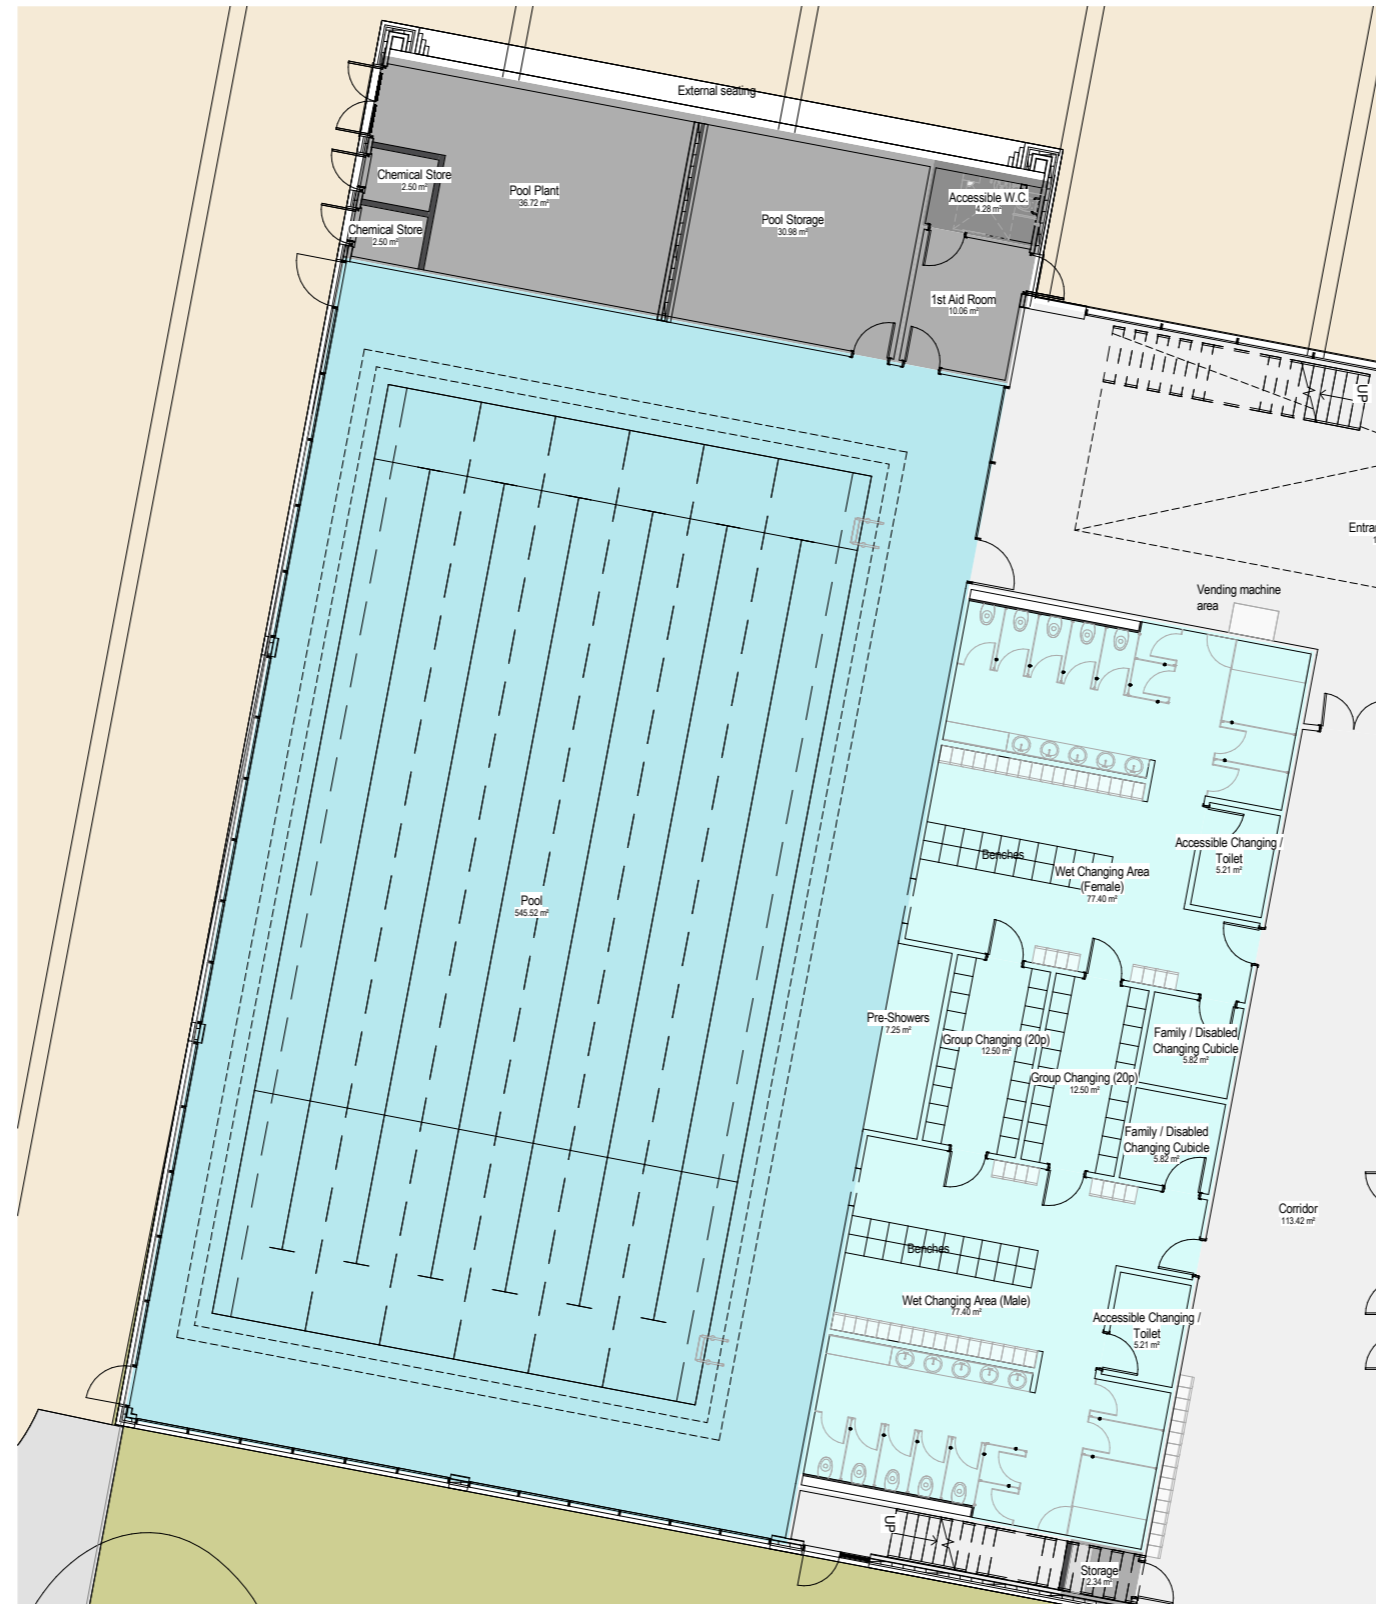 External seating
Chemical Store
2.50 m²
Pool Plant
36.72 m²
Accessible W.C.
4.28 m²
Pool Storage
30.98 m²
Chemical Store
2.50 m²
1st Aid Room
10.06 m²
UP
Entran
1
Vending machine
area
Accessible Changing /
Toilet
5.21 m²
Benches
Wet Changing Area
(Female)
77.40 m²
Pool
545.52 m²
Pre-Showers
7.25 m²
Group Changing (20p)
12.50 m²
Family / Disabled
Changing Cubicle
5.82 m²
Group Changing (20p)
12.50 m²
Family / Disabled
Changing Cubicle
5.82 m²
Corridor
113.42 m²
Benches
Wet Changing Area (Male)
77.40 m²
Accessible Changing /
Toilet
5.21 m²
UP
Storage
2.34 m²